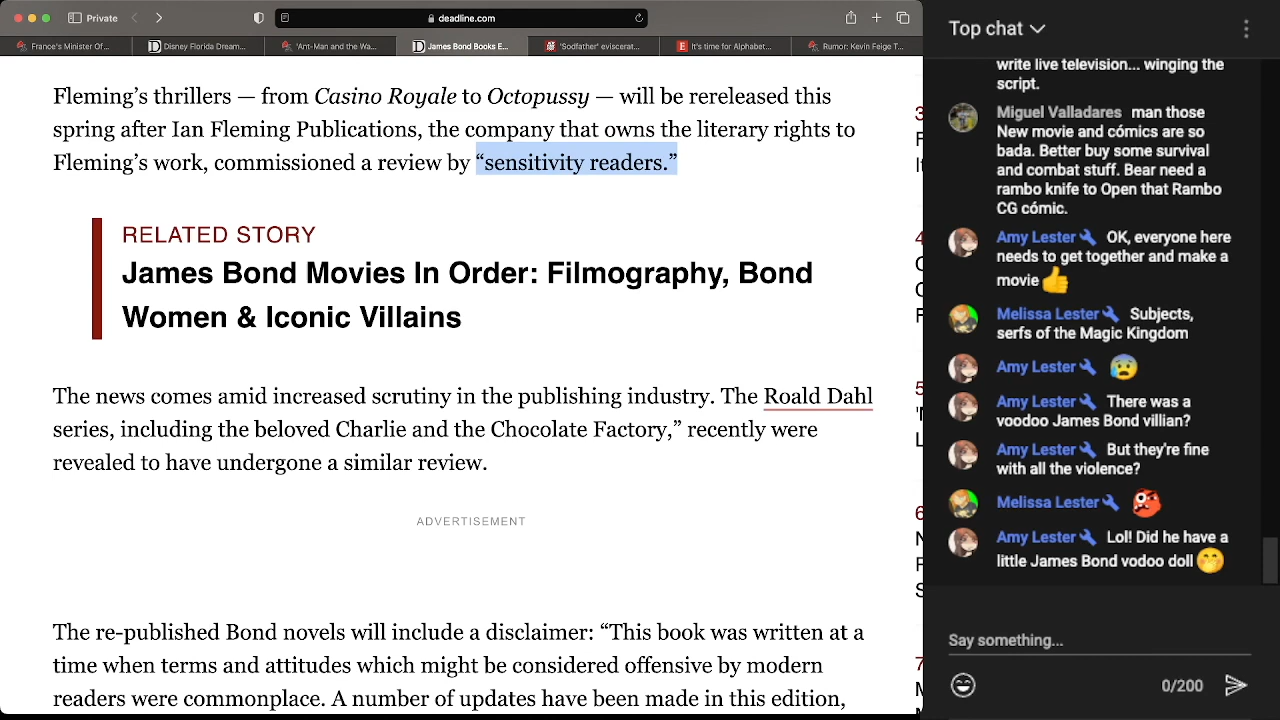 Private
deadline.com
France's Minister Of...
Disney Florida Dream...
'Ant-Man and the Wa...
James Bond Books E...
'Sodfather' eviscerat...
It's time for Alphabet...
Rumor: Kevin Feige T...
Fleming's thrillers — from Casino Royale to Octopussy — will be rereleased this
spring after Ian Fleming Publications, the company that owns the literary rights to
Fleming's work, commissioned a review by “sensitivity readers.”
RELATED STORY
James Bond Movies In Order: Filmography, Bond
Women & Iconic Villains
The news comes amid increased scrutiny in the publishing industry. The Roald Dahl
series, including the beloved Charlie and the Chocolate Factory,” recently were
revealed to have undergone a similar review.
ADVERTISEMENT
The re-published Bond novels will include a disclaimer: “This book was written at a
time when terms and attitudes which might be considered offensive by modern
readers were commonplace. A number of updates have been made in this edition,
Top chat
write live television... winging the
script.
Miguel Valladares man those
New movie and cómics are so
bada. Better buy some survival
and combat stuff. Bear need a
rambo knife to Open that Rambo
CG cómic.
Amy Lester OK, everyone here
needs to get together and make a
movie
Melissa Lester Subjects,
serfs of the Magic Kingdom
Amy Lester
Amy Lester There was a
voodoo James Bond villian?
Amy Lester But they're fine
with all the violence?
Melissa Lester
Amy Lester Lol! Did he have a
little James Bond vodoo doll
Say something...
0/200